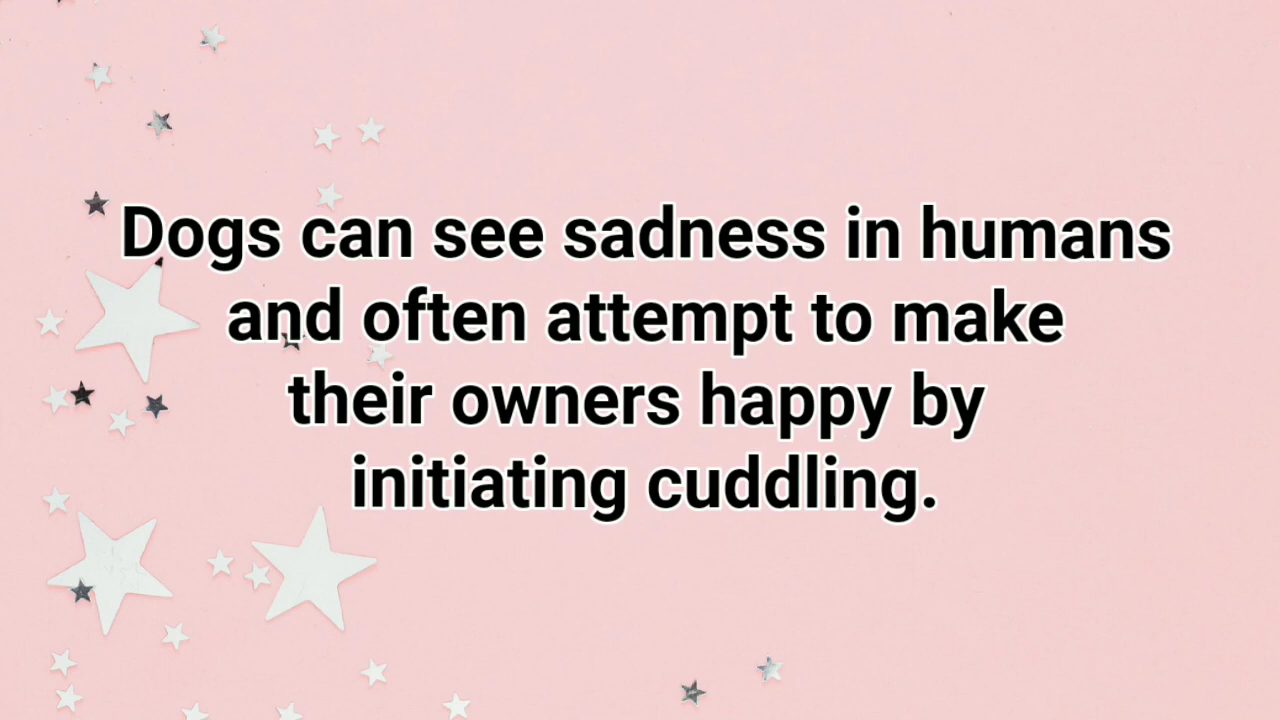 Dogs can see sadness in humans
and often attempt to make
their owners happy by
initiating cuddling.